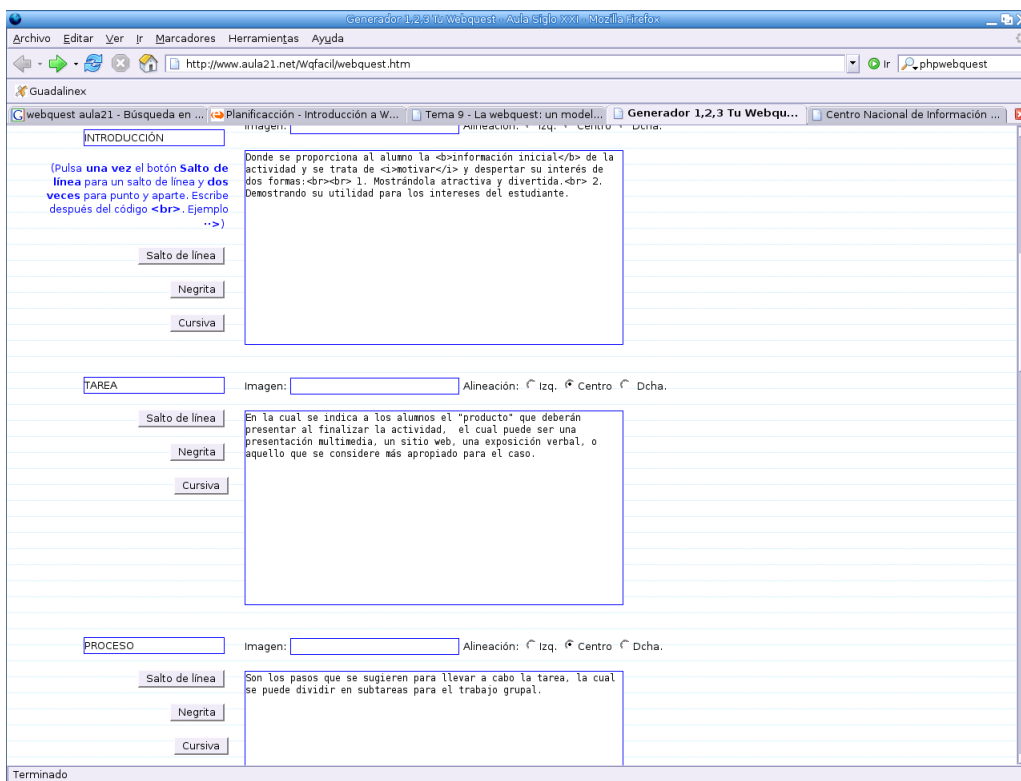 Generador 1,2,3 Tu Webquest - Aula Siglo XXI - Mozilla Firefox
Archivo Editar Ver Ir Marcadores Herramientas Ayuda
http://www.aula21.net/Wqfacil/webquest.htm Ir phpwebquest
Guadalinex
webquest aula21 - Búsqueda en ... Planificacción - Introducción a W... Tema 9 - La webquest: un model... Generador 1,2,3 Tu Webqu... Centro Nacional de Información ...
Imagen: Alineación: Izq. Centro Dcha.
INTRODUCCIÓN
(Pulsa una vez el botón Salto de
línea para un salto de línea y dos
veces para punto y aparte. Escribe
después del código <br>. Ejemplo
-->)
Donde se proporciona al alumno la <b>información inicial</b> de la
actividad y se trata de <i>motivar</i> y despertar su interés de
dos formas:<br><br> 1. Mostrándola atractiva y divertida.<br> 2.
Demostrando su utilidad para los intereses del estudiante.
Salto de línea
Negrita
Cursiva
TAREA Imagen: Alineación: Izq. Centro Dcha.
Salto de línea
En la cual se indica a los alumnos el "producto" que deberán
presentar al finalizar la actividad,  el cual puede ser una
presentación multimedia, un sitio web, una exposición verbal, o
aquello que se considere más apropiado para el caso.
Negrita
Cursiva
PROCESO Imagen: Alineación: Izq. Centro Dcha.
Salto de línea
Son los pasos que se sugieren para llevar a cabo la tarea, la cual
se puede dividir en subtareas para el trabajo grupal.
Negrita
Cursiva
Terminado